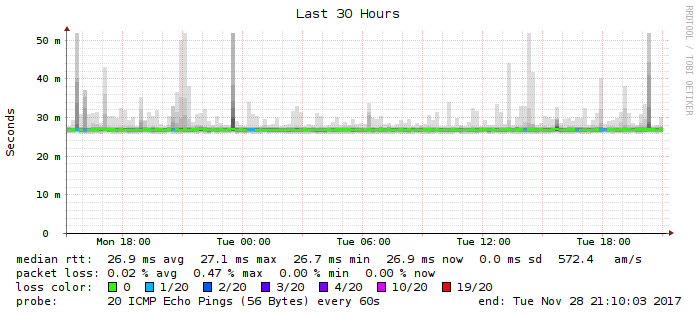 Last 30 Hours
RRDTOOL / TOBI OETIKER
Seconds
50 m
40 m
30 m
20 m
10 m
0
Mon 18:00 Tue 00:00 Tue 06:00 Tue 12:00 Tue 18:00
median rtt: 26.9 ms avg 27.1 ms max 26.7 ms min 26.9 ms now 0.0 ms sd 572.4 am/s
packet loss: 0.02 % avg 0.47 % max 0.00 % min 0.00 % now
loss color: 0 1/20 2/20 3/20 4/20 10/20 19/20
probe: 20 ICMP Echo Pings (56 Bytes) every 60s end: Tue Nov 28 21:10:03 2017